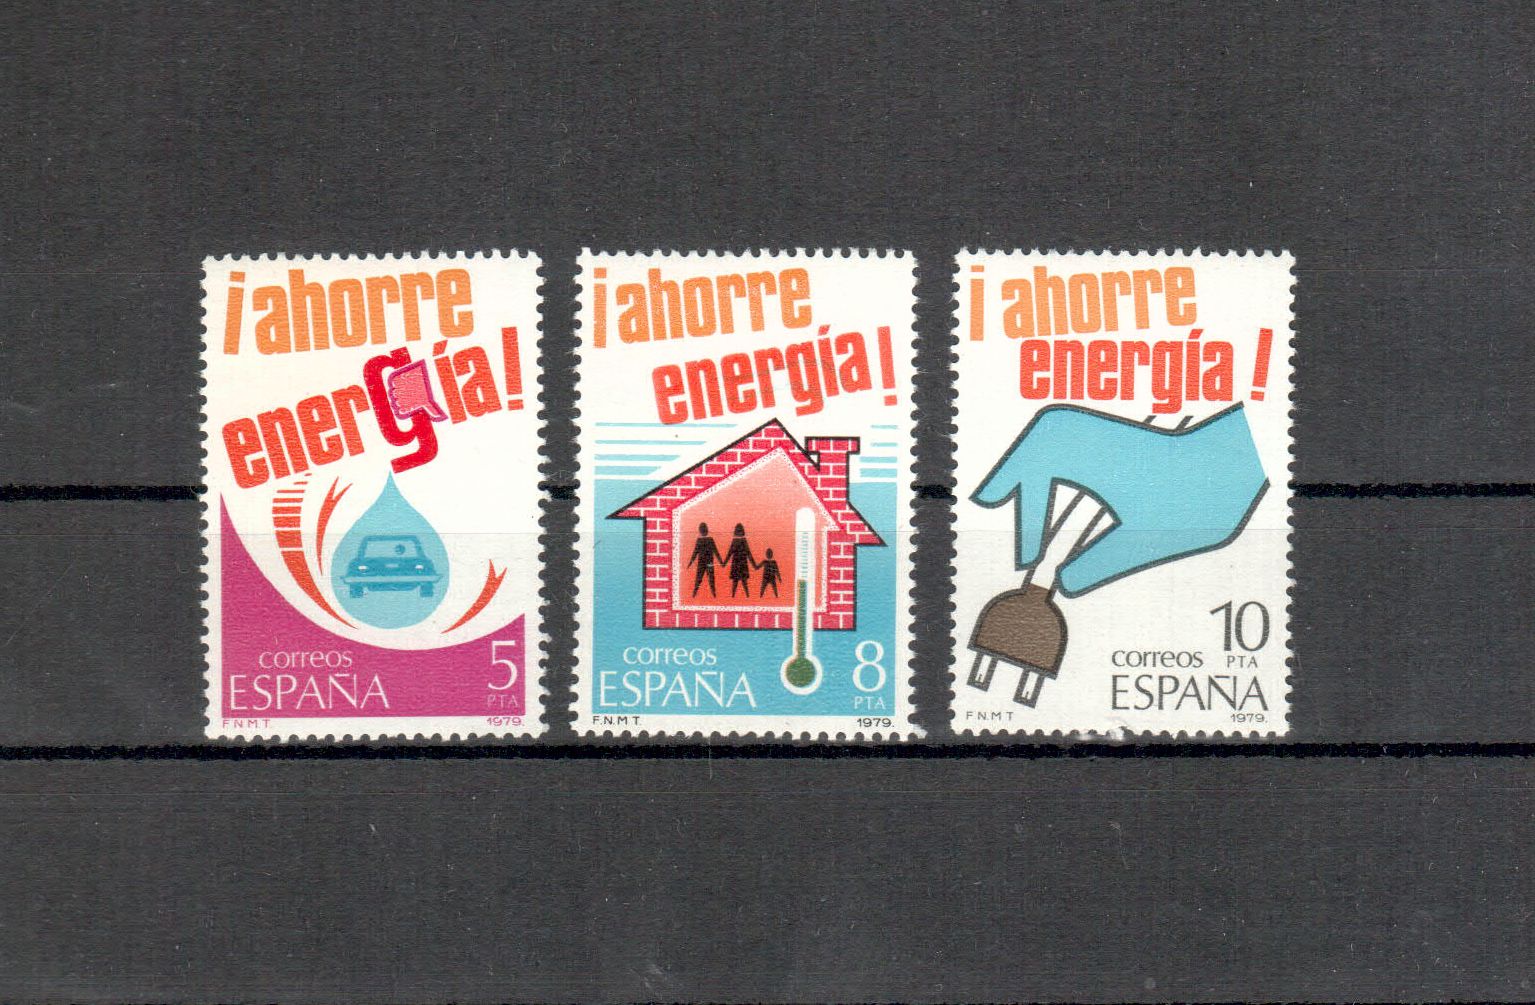 ¡ahorre
energía!
correos
ESPAÑA
5
PTA
F.N.M.T.
1979.
¡ahorre
energía!
correos
ESPAÑA
8
PTA
F.N.M.T.
1979.
¡ahorre
energía!
10
PTA
correos
ESPAÑA
F.N.M.T
1979.